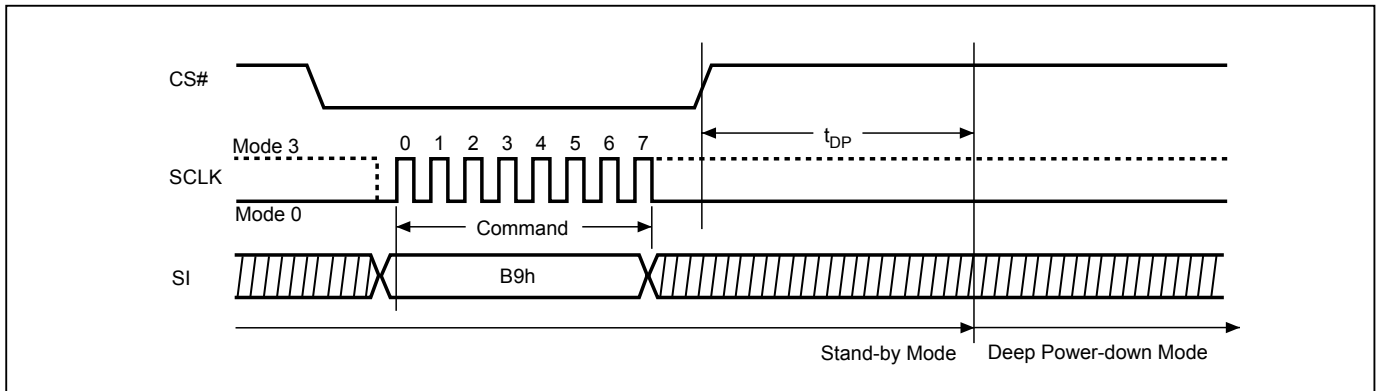 CS#
Mode 3
0 1 2 3 4 5 6 7
tDP
SCLK
Mode 0
Command
SI
B9h
Stand-by Mode
Deep Power-down Mode